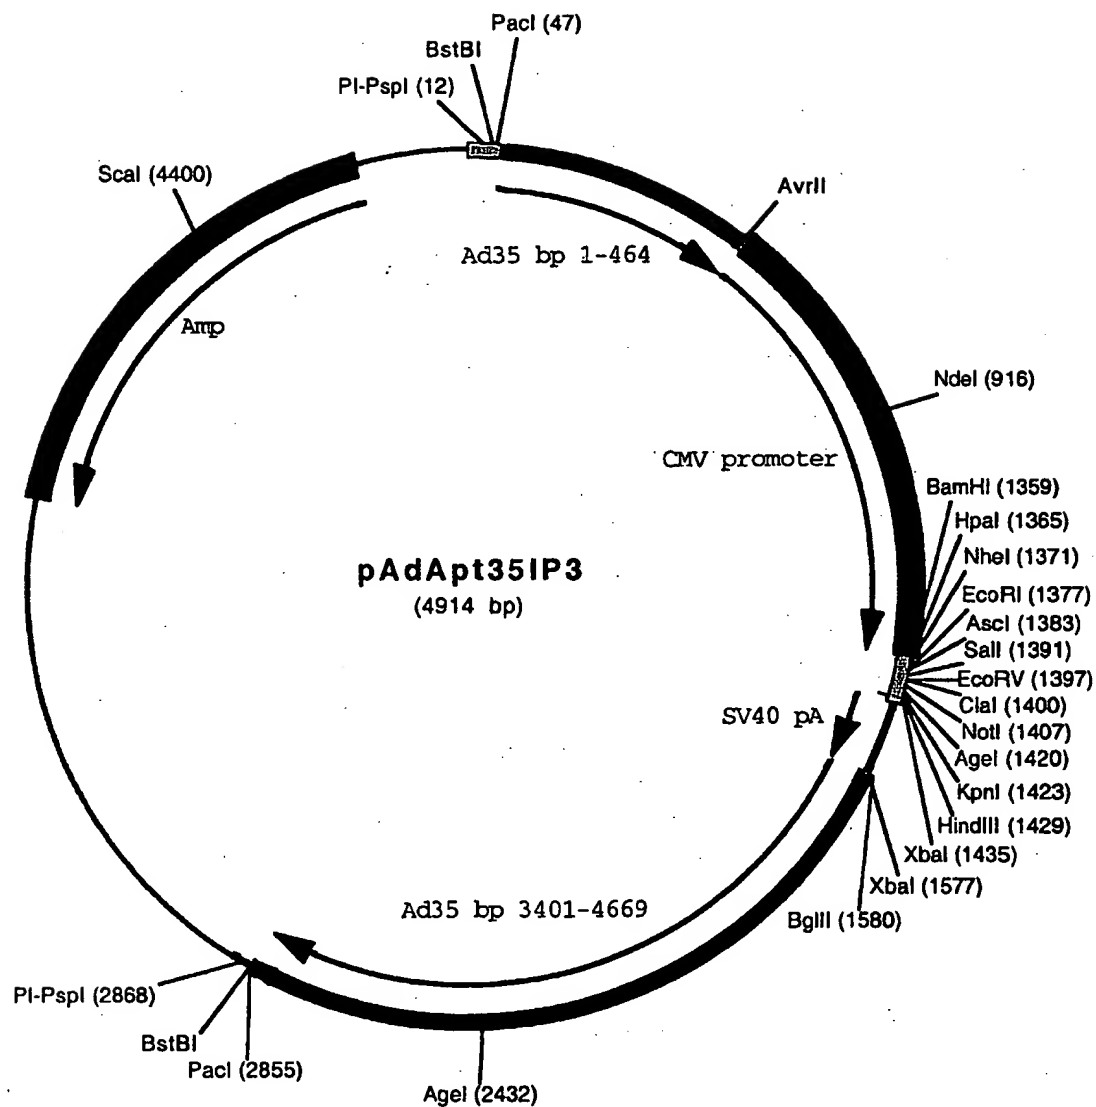 PacI (47)
BstBI
PI-PspI (12)
ScaI (4400)
AvrII
Ad35 bp 1-464
Amp
NdeI (916)
CMV promoter
BamHI (1359)
HpaI (1365)
NheI (1371)
pAdApt35IP3
(4914 bp)
EcoRI (1377)
AscI (1383)
SalI (1391)
EcoRV (1397)
ClaI (1400)
SV40 pA
NotI (1407)
AgeI (1420)
KpnI (1423)
HindIII (1429)
XbaI (1435)
XbaI (1577)
Ad35 bp 3401-4669
BglII (1580)
PI-PspI (2868)
BstBI
PacI (2855)
AgeI (2432)